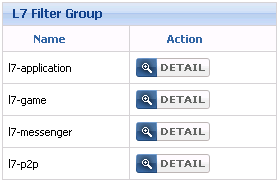 L7 Filter Group
Name Action
l7-application DETAIL
l7-game DETAIL
l7-messenger DETAIL
l7-p2p DETAIL